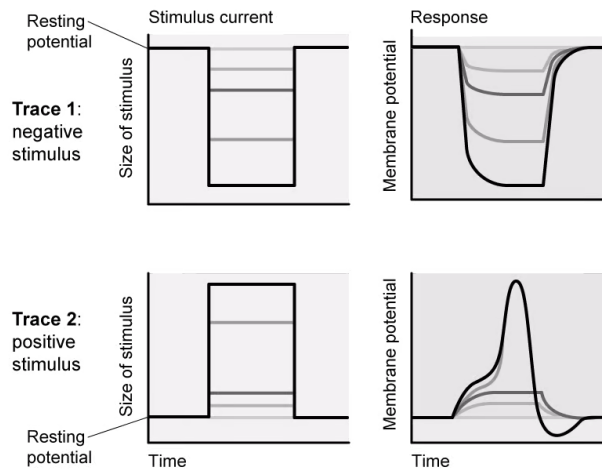 Resting
potential
Stimulus current
Response
Trace 1:
negative
stimulus
Size of stimulus
Membrane potential
Trace 2:
positive
stimulus
Size of stimulus
Membrane potential
Resting
potential
Time
Time